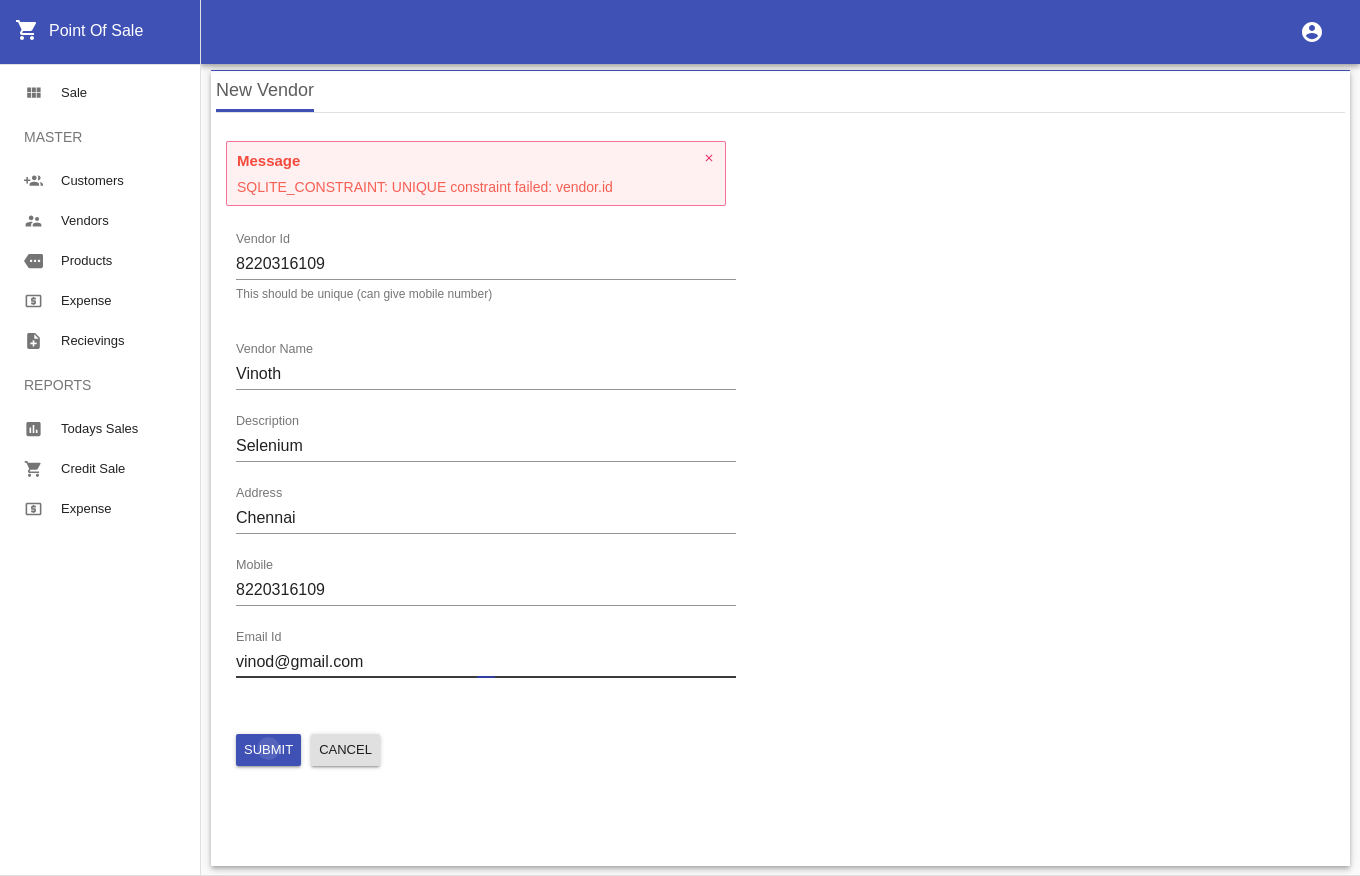 Point Of Sale
Sale
MASTER
Customers
Vendors
Products
Expense
Recievings
REPORTS
Todays Sales
Credit Sale
Expense
New Vendor
Message
×
SQLITE_CONSTRAINT: UNIQUE constraint failed: vendor.id
Vendor Id
8220316109
This should be unique (can give mobile number)
Vendor Name
Vinoth
Description
Selenium
Address
Chennai
Mobile
8220316109
Email Id
vinod@gmail.com
SUBMIT CANCEL